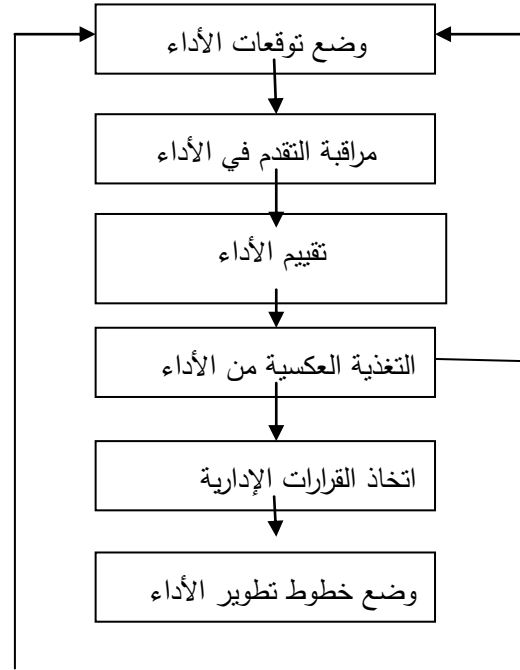 وضع توقعات الأداء
مراقبة التقدم في الأداء
تقييم الأداء
التغذية العكسية من الأداء
اتخاذ القرارات الإدارية
وضع خطوط تطوير الأداء